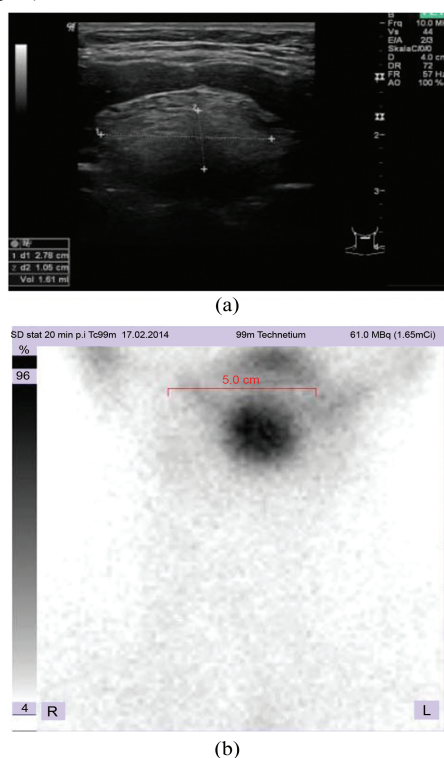 B
Frq 10.0 M
Vs 44
E/A 2/3
SkalaC/0/0
D 4.0 c
DR 72
FR 57 Hz
AO 100 %
2-
3-
1 d1 2.78 cm
2 d2 1.05 cm
Vol 1.61 ml
(a)
SD stat 20 min p.i Tc99m 17.02.2014 99m Technetium 61.0 MBq (1.65mCi)
%
96
5.0 cm
4
R
L
(b)